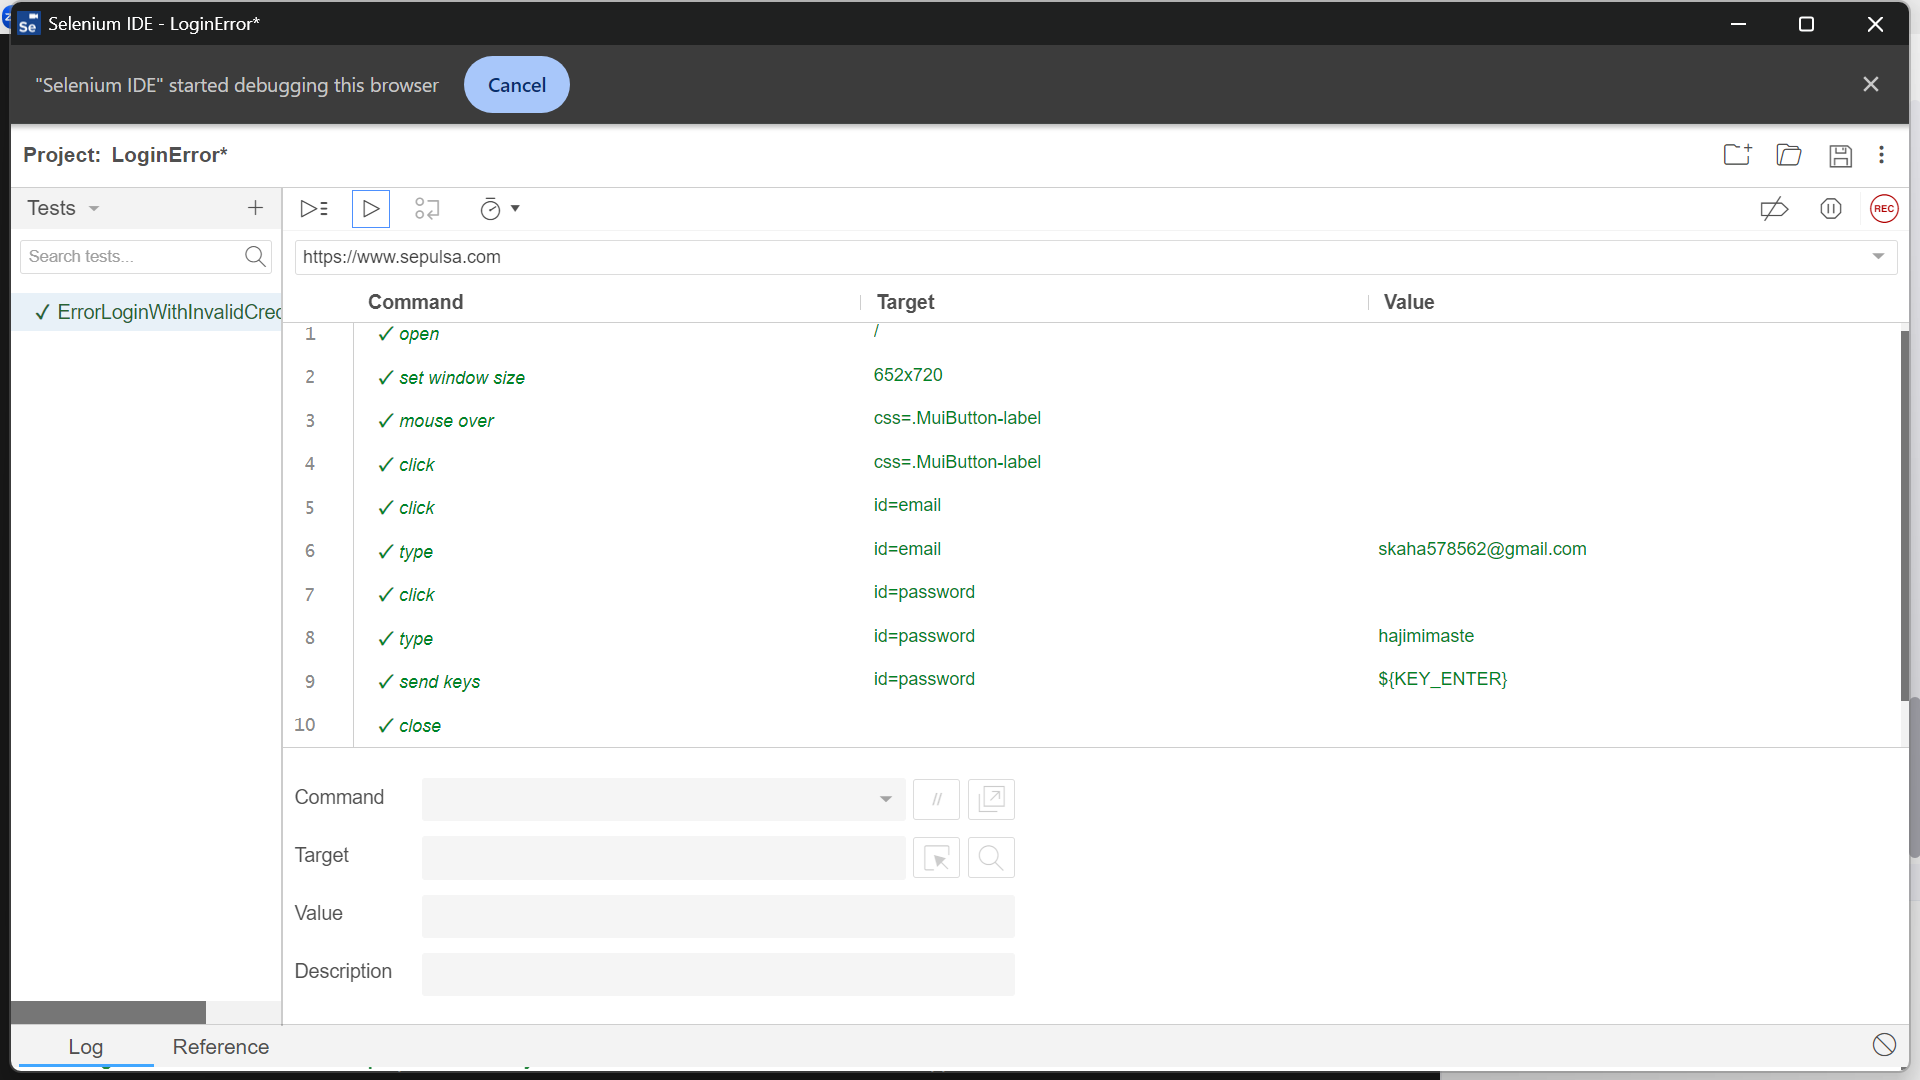 Selenium IDE - LoginError*
"Selenium IDE" started debugging this browser Cancel
Project: LoginError*
Tests
Search tests...
✓ ErrorLoginWithInvalidCred
https://www.sepulsa.com
REC
Command Target Value
1 ✓ open /
2 ✓ set window size 652x720
3 ✓ mouse over css=.MuiButton-label
4 ✓ click css=.MuiButton-label
5 ✓ click id=email
6 ✓ type id=email skaha578562@gmail.com
7 ✓ click id=password
8 ✓ type id=password hajimimaste
9 ✓ send keys id=password ${KEY_ENTER}
10 ✓ close
Command //
Target
Value
Description
Log Reference